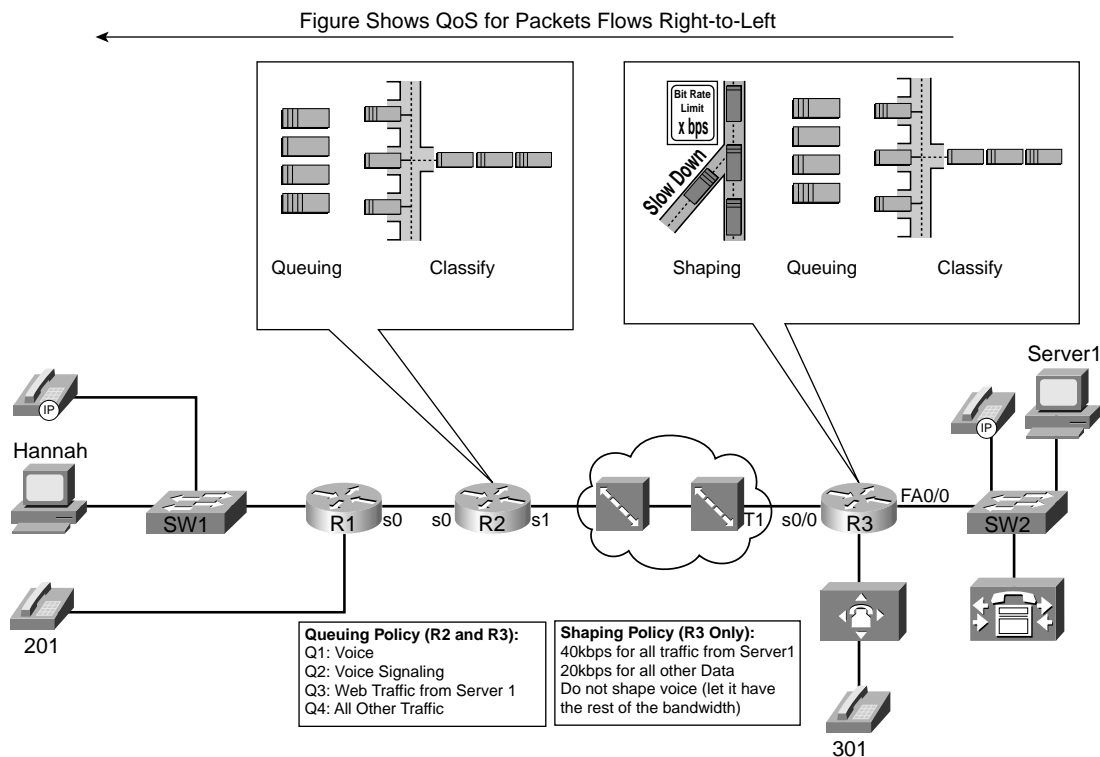 Figure Shows QoS for Packets Flows Right-to-Left
Bit Rate
Limit
x bps
Slow Down
Queuing
Classify
Shaping
Queuing
Classify
Server1
IP
IP
Hannah
FA0/0
SW1
R1
s0
s0
R2
s1
T1
s0/0
R3
SW2
201
Queuing Policy (R2 and R3):
Q1: Voice
Q2: Voice Signaling
Q3: Web Traffic from Server 1
Q4: All Other Traffic
Shaping Policy (R3 Only):
40kbps for all traffic from Server1
20kbps for all other Data
Do not shape voice (let it have
the rest of the bandwidth)
301